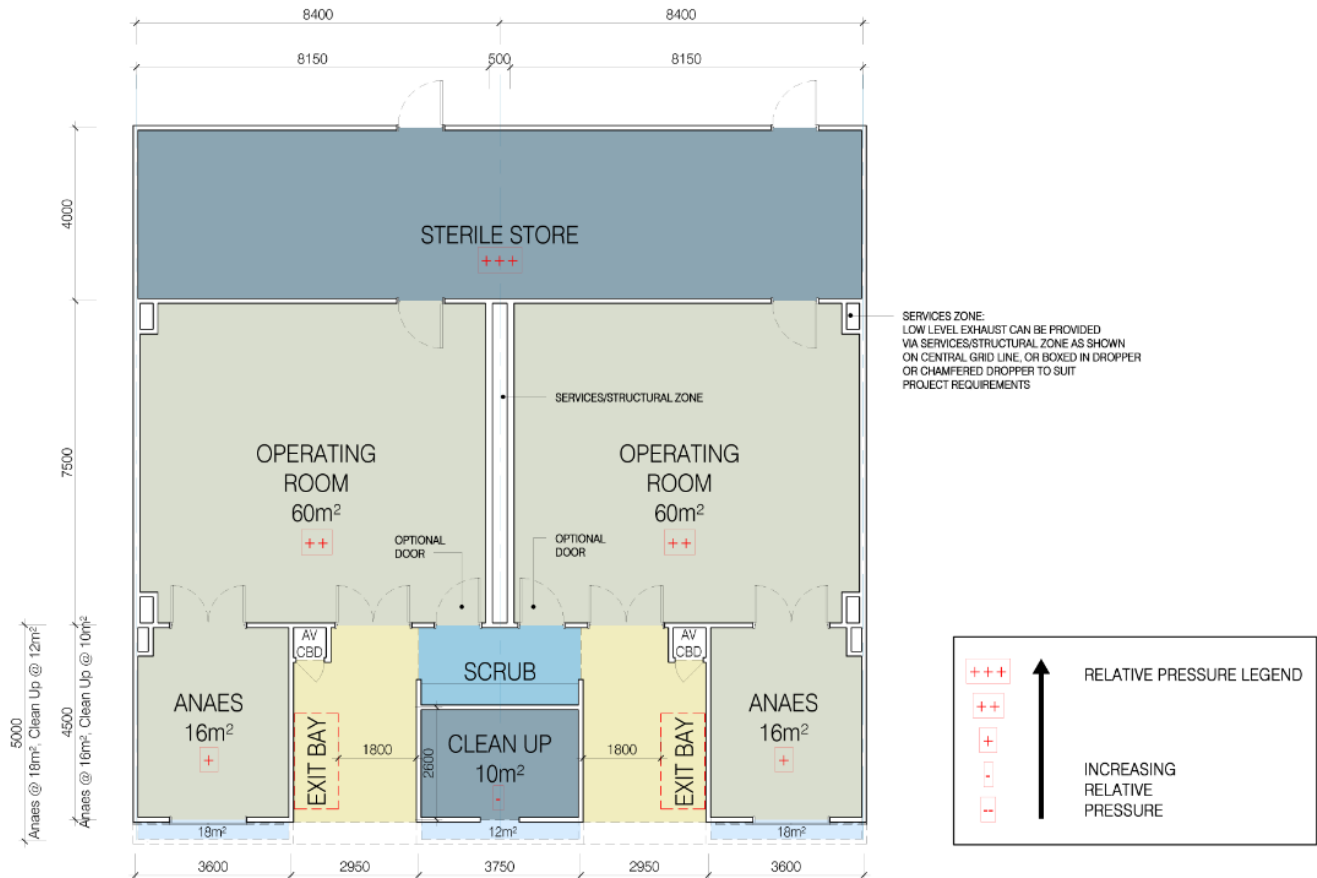 8400
8400
8150
500
8150
4000
STERILE STORE
+++
SERVICES ZONE:
LOW LEVEL EXHAUST CAN BE PROVIDED
VIA SERVICES/STRUCTURAL ZONE AS SHOWN
ON CENTRAL GRID LINE, OR BOXED IN DROPPER
OR CHAMFERED DROPPER TO SUIT
PROJECT REQUIREMENTS
SERVICES/STRUCTURAL ZONE
7500
OPERATING
ROOM
60m²
++
OPERATING
ROOM
60m²
++
OPTIONAL
DOOR
OPTIONAL
DOOR
5000
Anaes @ 18m², Clean Up @ 12m²
4500
Anaes @ 16m², Clean Up @ 10m²
AV
CBD
SCRUB
AV
CBD
ANAES
16m²
+
EXIT BAY
1800
2600
CLEAN UP
10m²
-
1800
EXIT BAY
ANAES
16m²
+
18m²
12m²
18m²
3600
2950
3750
2950
3600
+++
RELATIVE PRESSURE LEGEND
++
+
-
--
INCREASING
RELATIVE
PRESSURE